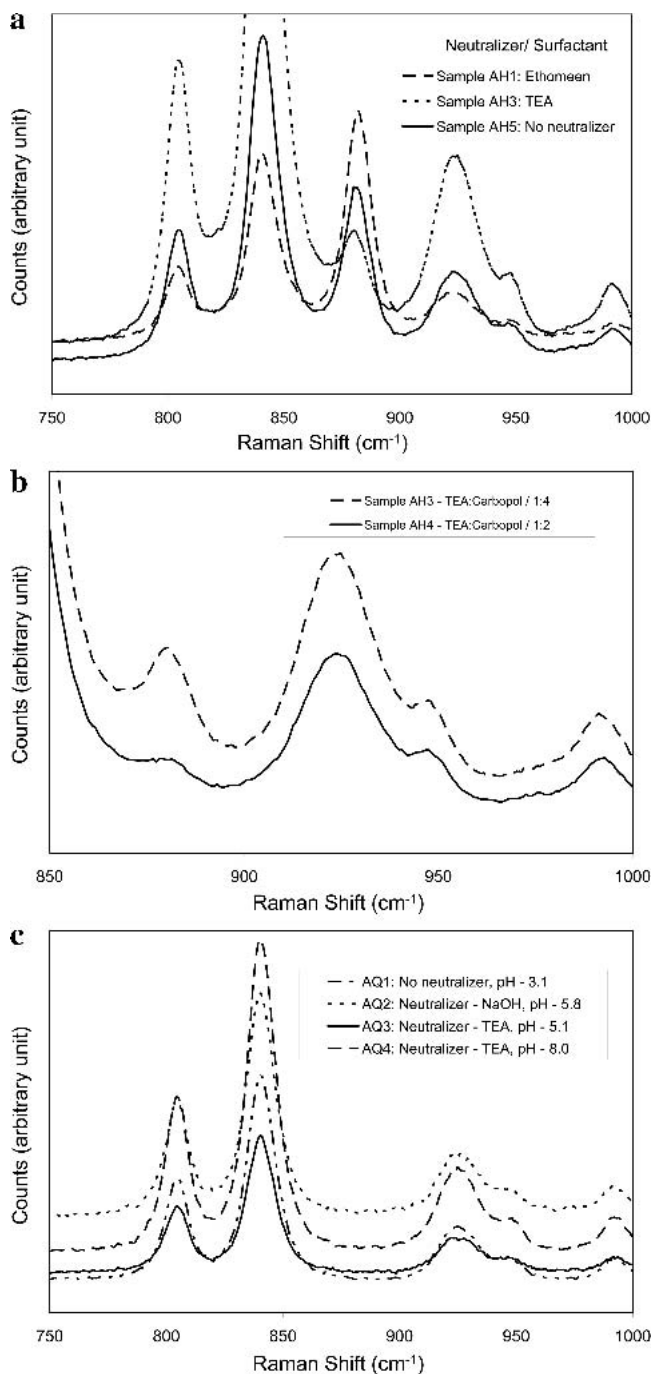 a
Neutralizer/ Surfactant
Sample AH1: Ethomeen
Sample AH3: TEA
Sample AH5: No neutralizer
Counts (arbitrary unit)
750 800 850 900 950 1000
Raman Shift (cm-1)
b
Sample AH3 - TEA:Carbopol / 1:4
Sample AH4 - TEA:Carbopol / 1:2
Counts (arbitrary unit)
850 900 950 1000
Raman Shift (cm-1)
c
AQ1: No neutralizer, pH - 3.1
AQ2: Neutralizer - NaOH, pH - 5.8
AQ3: Neutralizer - TEA, pH - 5.1
AQ4: Neutralizer - TEA, pH - 8.0
Counts (arbitrary unit)
750 800 850 900 950 1000
Raman Shift (cm-1)